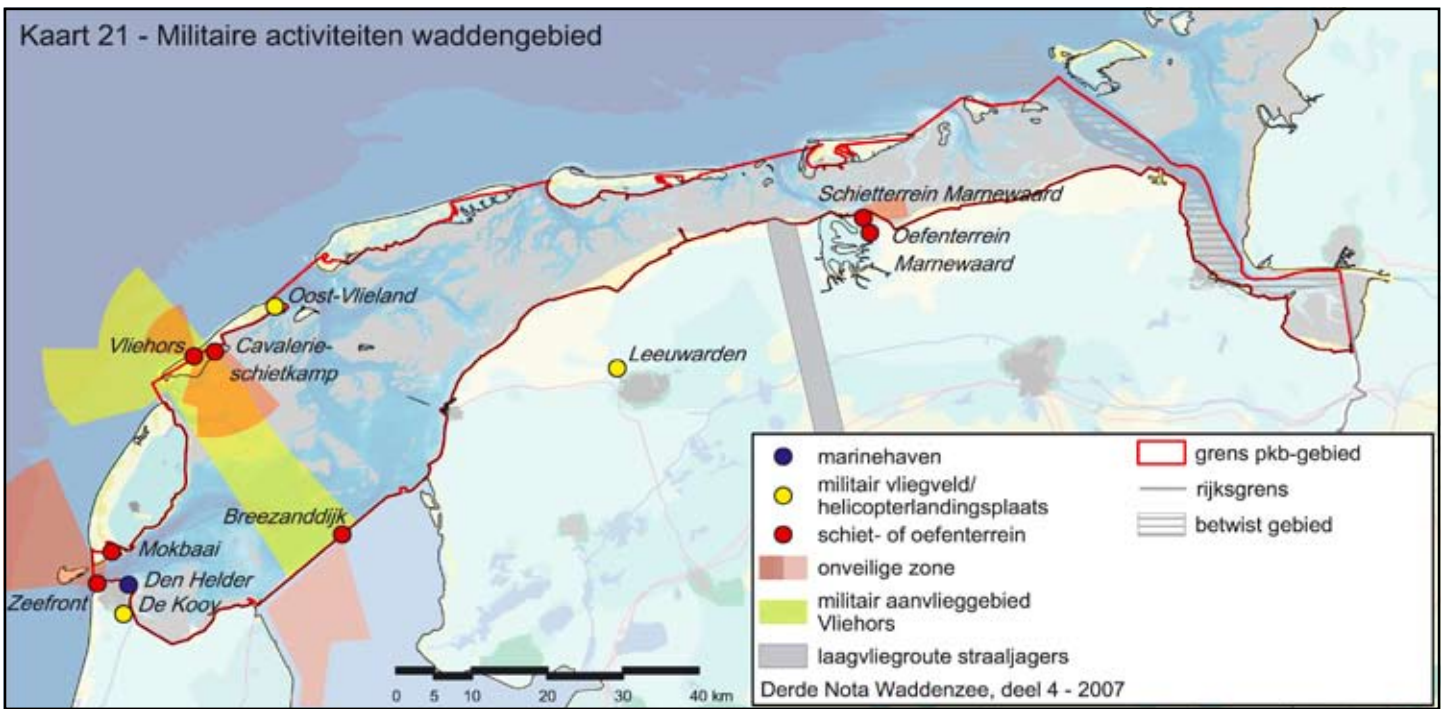 Kaart 21 - Militaire activiteiten waddengebied
Schietterrein Marnewaard
Oefenterrein
Marnewaard
Oost-Vlieland
Vliehors
Cavalerie-
schietkamp
Leeuwarden
Breezanddijk
Mokbaai
Den Helder
Zeefront
De Kooy
marinehaven
militair vliegveld/
helicopterlandingsplaats
schiet- of oefenterrein
onveilige zone
militair aanvlieggebied
Vliehors
laagvliegroute straaljagers
grens pkb-gebied
rijksgrens
betwist gebied
0 5 10 20 30 40 km
Derde Nota Waddenzee, deel 4 - 2007